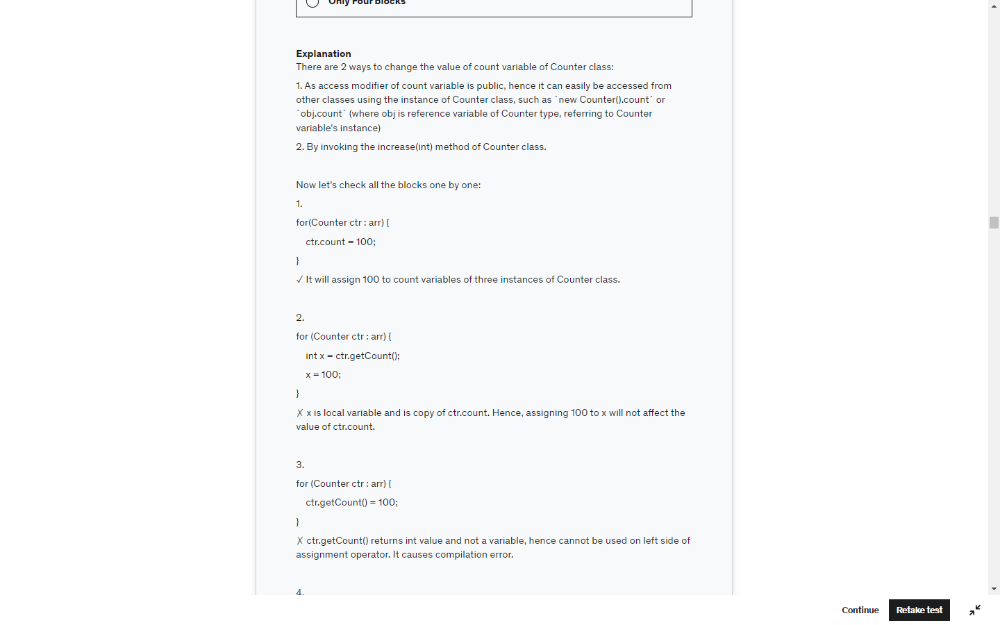 Only Four blocks
Explanation
There are 2 ways to change the value of count variable of Counter class:
1. As access modifier of count variable is public, hence it can easily be accessed from
other classes using the instance of Counter class, such as `new Counter().count` or
`obj.count` (where obj is reference variable of Counter type, referring to Counter
variable's instance)
2. By invoking the increase(int) method of Counter class.
Now let's check all the blocks one by one:
1.
for(Counter ctr : arr) {
ctr.count = 100;
}
✓ It will assign 100 to count variables of three instances of Counter class.
2.
for (Counter ctr : arr) {
int x = ctr.getCount();
x = 100;
}
✗ x is local variable and is copy of ctr.count. Hence, assigning 100 to x will not affect the
value of ctr.count.
3.
for (Counter ctr : arr) {
ctr.getCount() = 100;
}
✗ ctr.getCount() returns int value and not a variable, hence cannot be used on left side of
assignment operator. It causes compilation error.
4.
Continue
Retake test